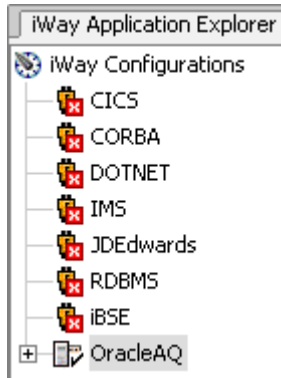 iWay Application Explorer
iWay Configurations
CICS
CORBA
DOTNET
IMS
JDEdwards
RDBMS
iBSE
OracleAQ